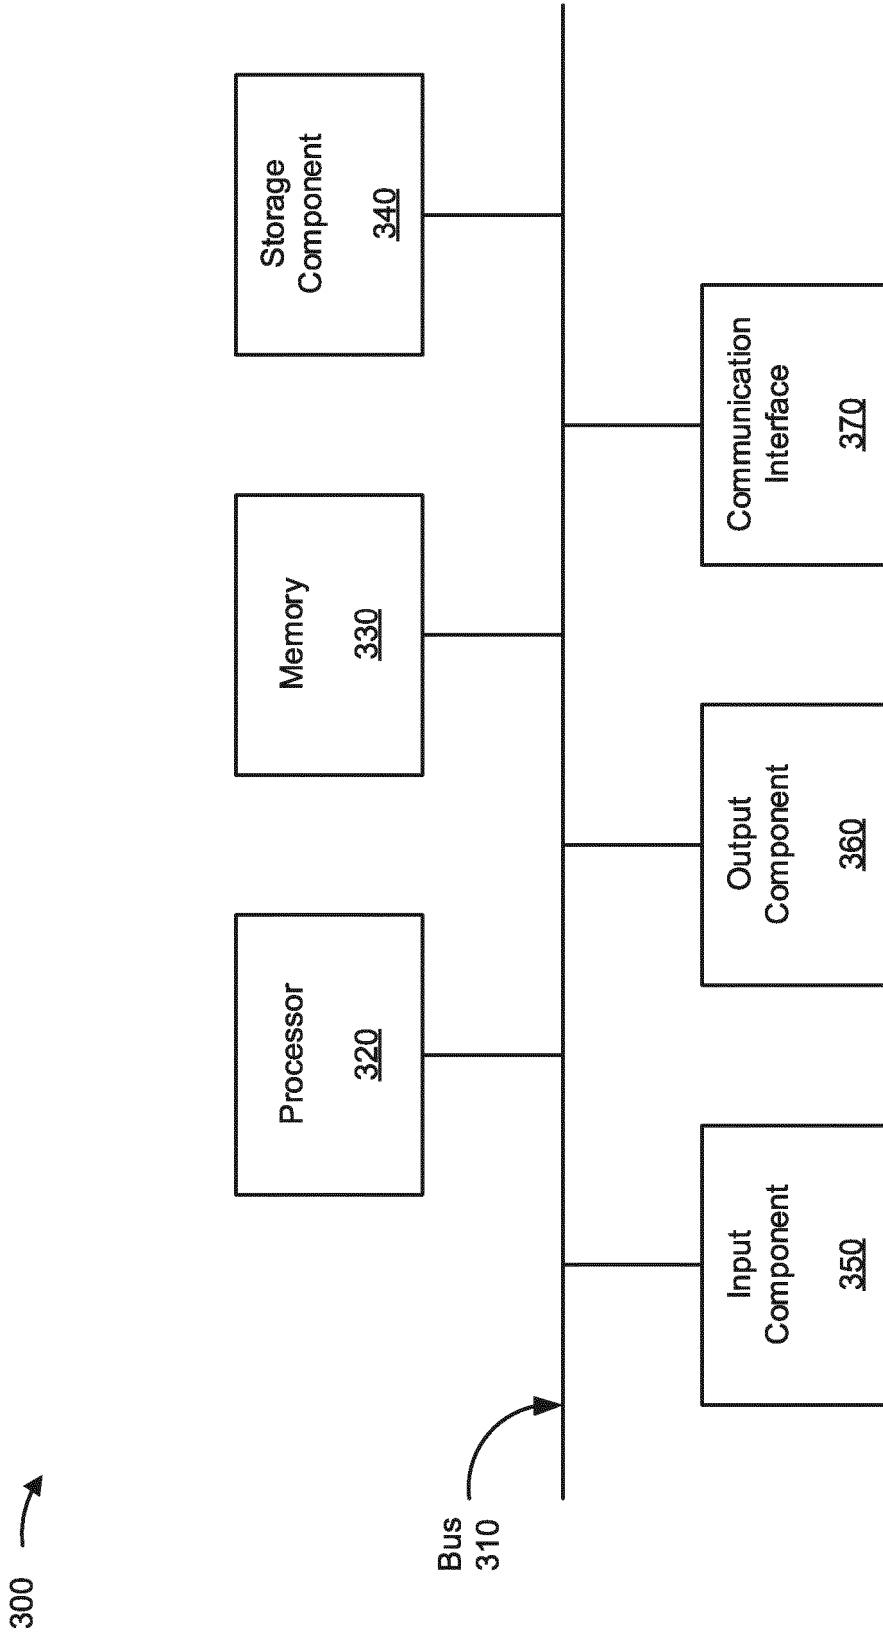 300
Bus
310
Processor
320
Memory
330
Storage
Component
340
Input
Component
350
Output
Component
360
Communication
Interface
370